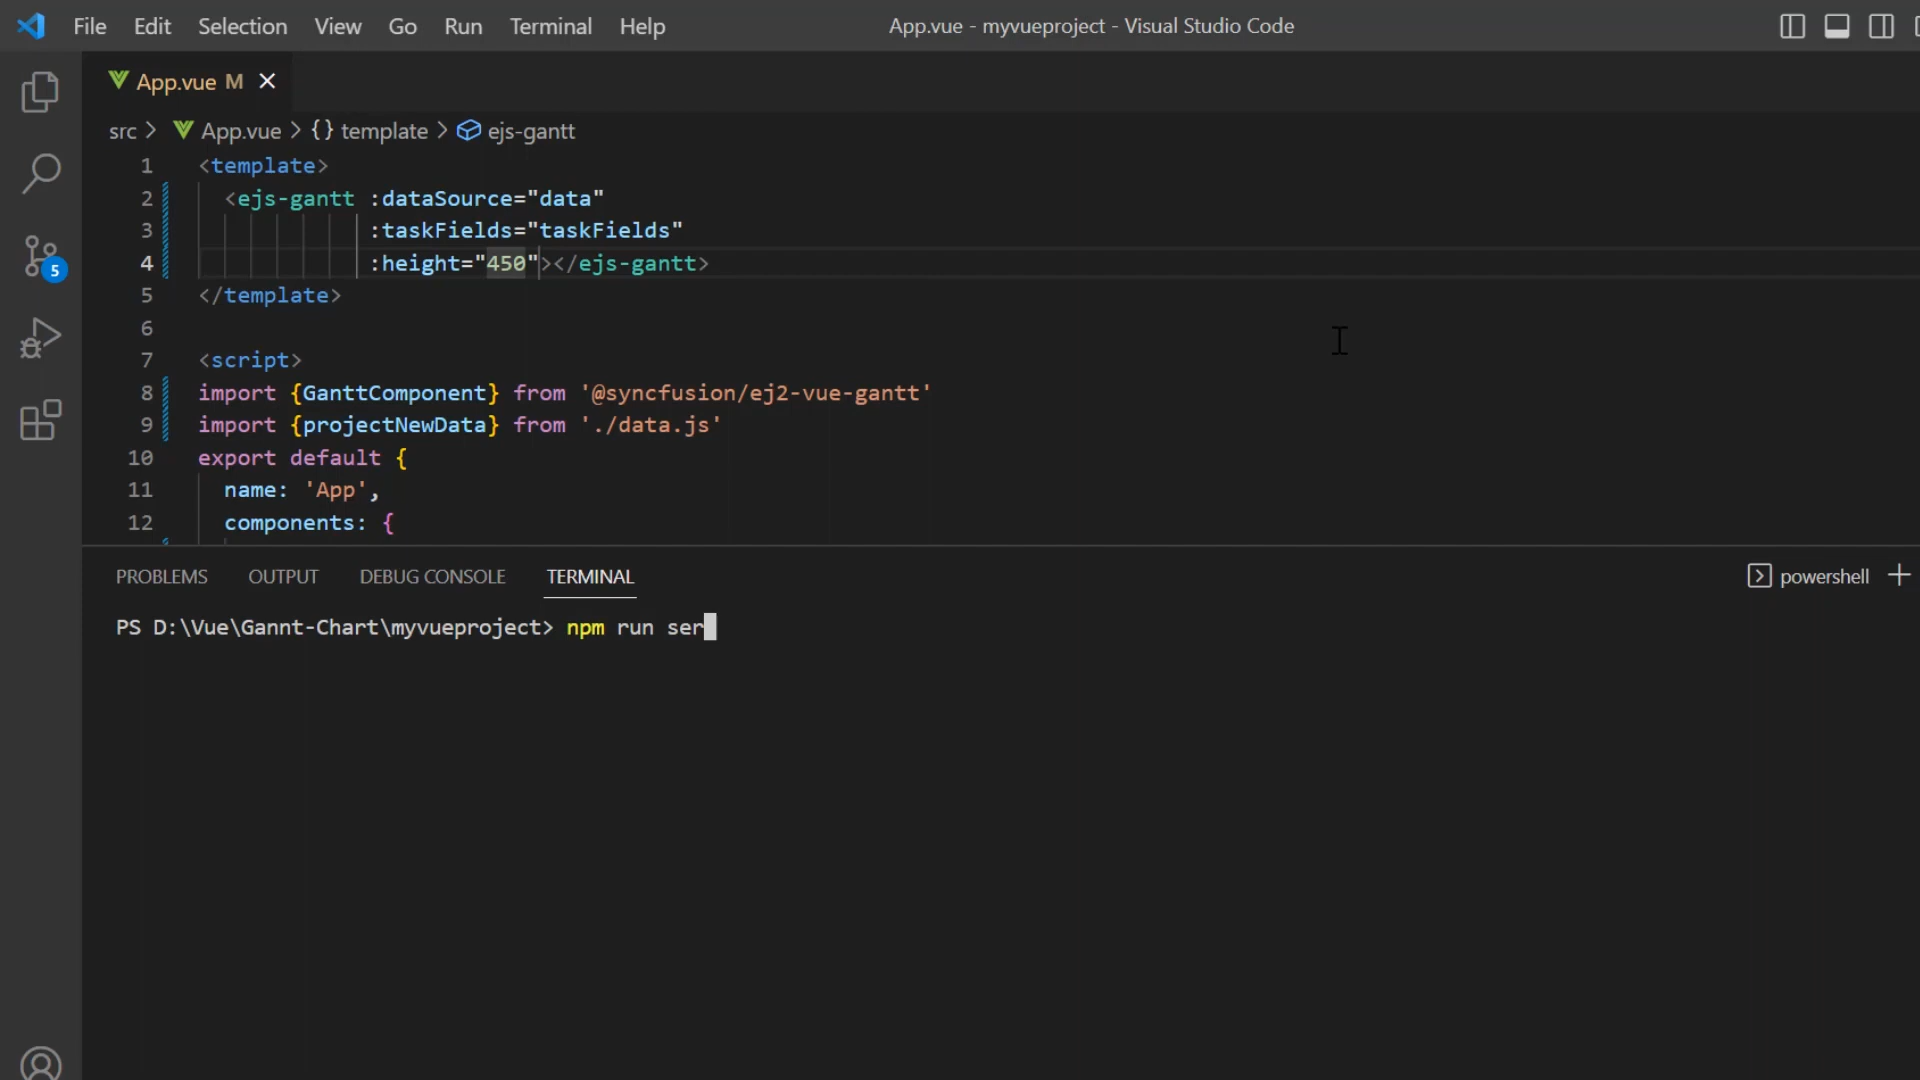 File Edit Selection View Go Run Terminal Help App.vue - myvueproject - Visual Studio Code
App.vue M
src > App.vue > {} template > ejs-gantt
1 <template>
2 <ejs-gantt :dataSource="data"
3 :taskFields="taskFields"
4 :height="450"></ejs-gantt>
5 </template>
6
7 <script>
8 import {GanttComponent} from '@syncfusion/ej2-vue-gantt'
9 import {projectNewData} from './data.js'
10 export default {
11 name: 'App',
12 components: {
5
PROBLEMS OUTPUT DEBUG CONSOLE TERMINAL powershell
PS D:\Vue\Gannt-Chart\myvueproject> npm run ser